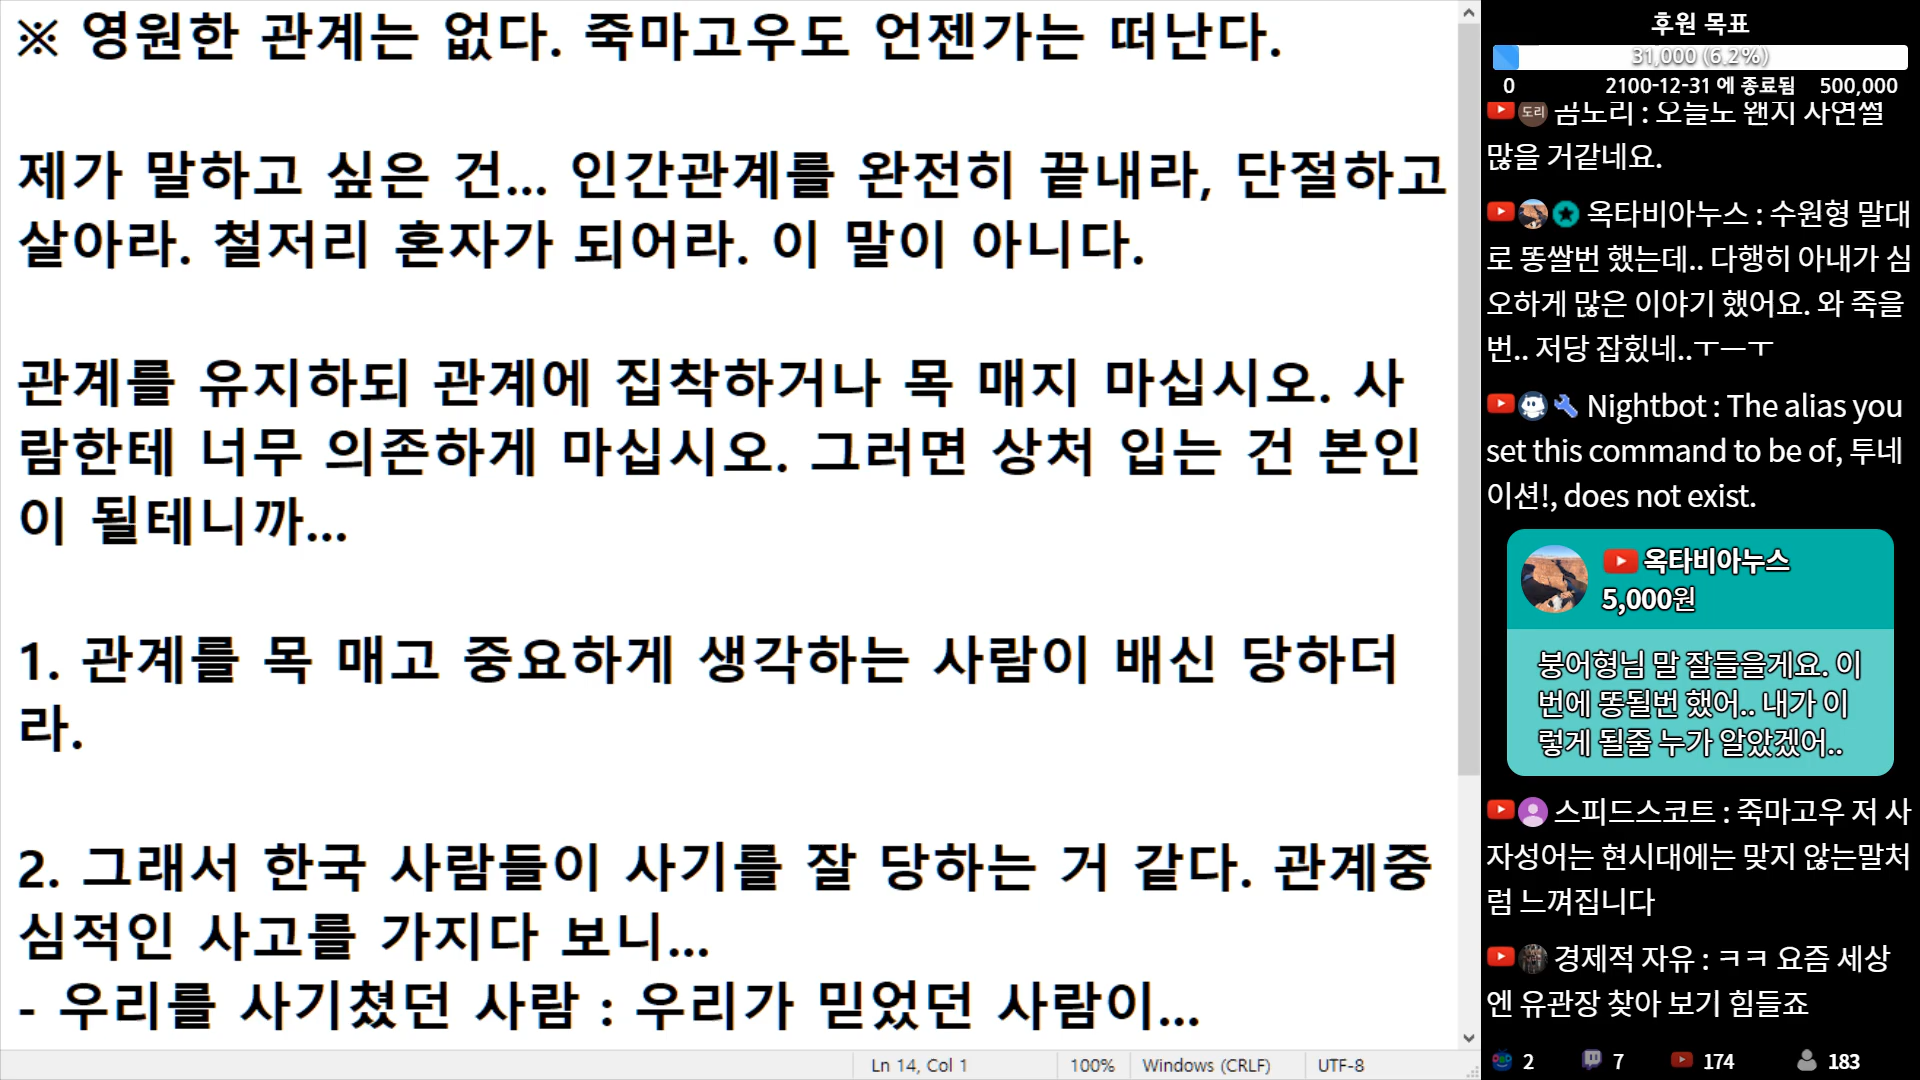 ※ 영원한 관계는 없다. 죽마고우도 언젠가는 떠난다.
제가 말하고 싶은 건... 인간관계를 완전히 끝내라, 단절하고
살아라. 철저리 혼자가 되어라. 이 말이 아니다.
관계를 유지하되 관계에 집착하거나 목 매지 마십시오. 사
람한테 너무 의존하게 마십시오. 그러면 상처 입는 건 본인
이 될테니까...
1. 관계를 목 매고 중요하게 생각하는 사람이 배신 당하더
라.
2. 그래서 한국 사람들이 사기를 잘 당하는 거 같다. 관계중
심적인 사고를 가지다 보니...
- 우리를 사기쳤던 사람 : 우리가 믿었던 사람이...
Ln 14, Col 1
100%
Windows (CRLF)
UTF-8
후원 목표
31,000 (6.2%)
0
2100-12-31 에 종료됨
500,000
도리 곰도리 : 오늘도 왠지 사연썰
많을 거같네요.
옥타비아누스 : 수원형 말대
로 똥쌀번 했는데.. 다행히 아내가 심
오하게 많은 이야기 했어요. 와 죽을
번.. 저당 잡혔네..ㅜㅡㅜ
Nightbot : The alias you
set this command to be of, 투네
이션!, does not exist.
옥타비아누스
5,000원
붕어형님 말 잘들을게요. 이
번에 똥될번 했어.. 내가 이
렇게 될줄 누가 알았겠어..
스피드스코트 : 죽마고우 저 사
자성어는 현시대에는 맞지 않는말처
럼 느껴집니다
경제적 자유 : ㅋㅋ 요즘 세상
엔 유관장 찾아 보기 힘들죠
2
7
174
183